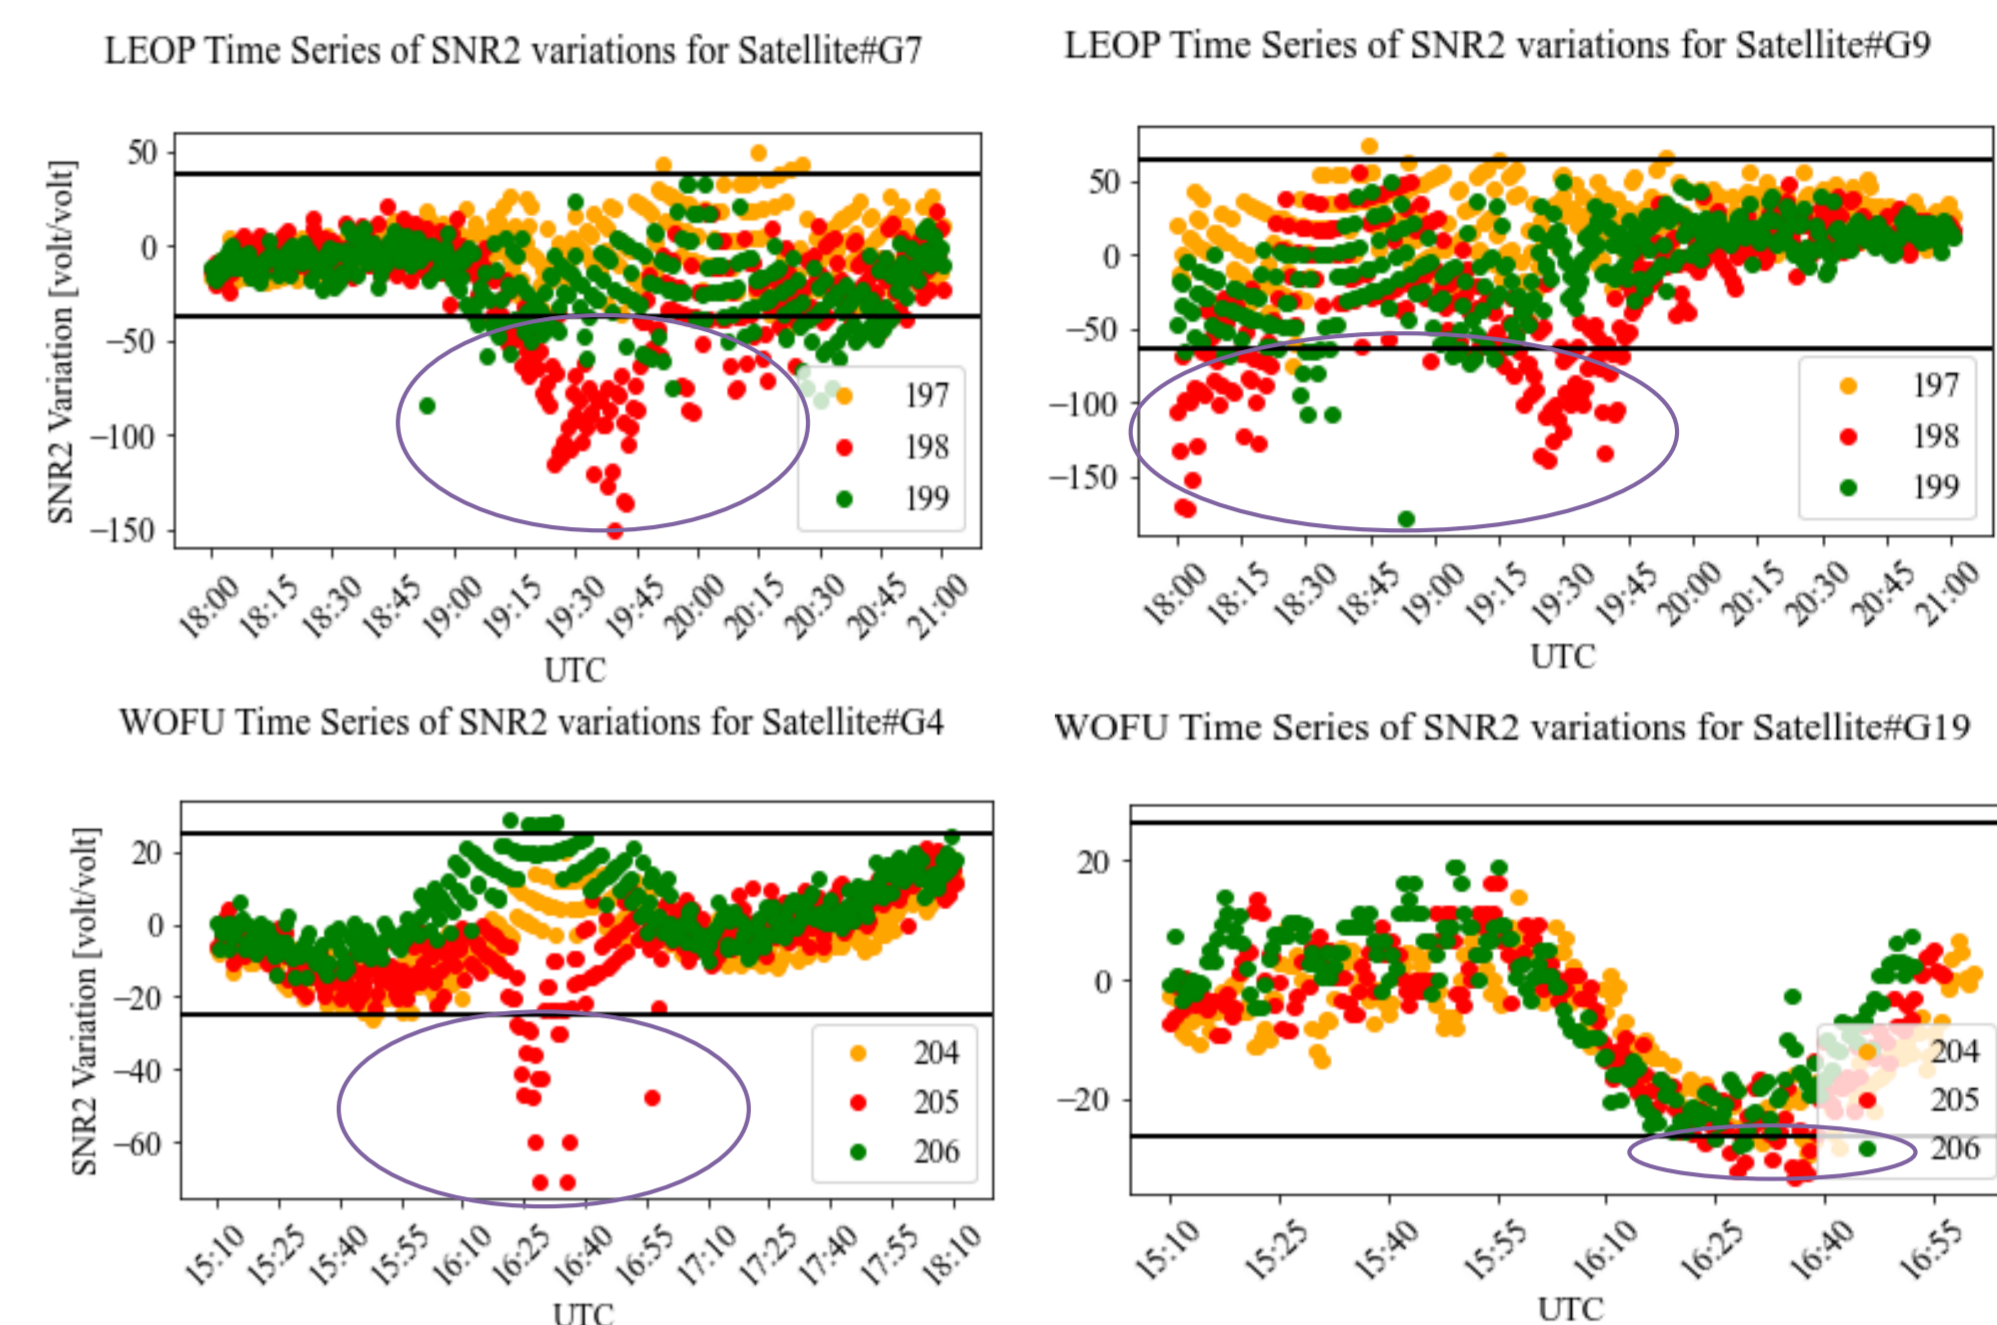 LEOP Time Series of SNR2 variations for Satellite#G7
SNR2 Variation [volt/volt]
50
0
−50
−100
−150
197
198
199
18:00 18:15 18:30 18:45 19:00 19:15 19:30 19:45 20:00 20:15 20:30 20:45 21:00
UTC
LEOP Time Series of SNR2 variations for Satellite#G9
50
0
−50
−100
−150
197
198
199
18:00 18:15 18:30 18:45 19:00 19:15 19:30 19:45 20:00 20:15 20:30 20:45 21:00
UTC
WOFU Time Series of SNR2 variations for Satellite#G4
SNR2 Variation [volt/volt]
20
0
−20
−40
−60
204
205
206
15:10 15:25 15:40 15:55 16:10 16:25 16:40 16:55 17:10 17:25 17:40 17:55 18:10
UTC
WOFU Time Series of SNR2 variations for Satellite#G19
20
0
−20
204
205
206
15:10 15:25 15:40 15:55 16:10 16:25 16:40 16:55
UTC